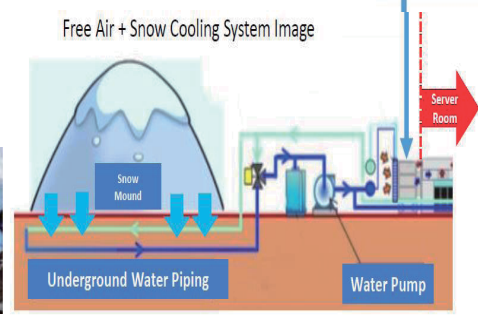 Free Air + Snow Cooling System Image
Server
Room
Snow
Mound
Underground Water Piping
Water Pump